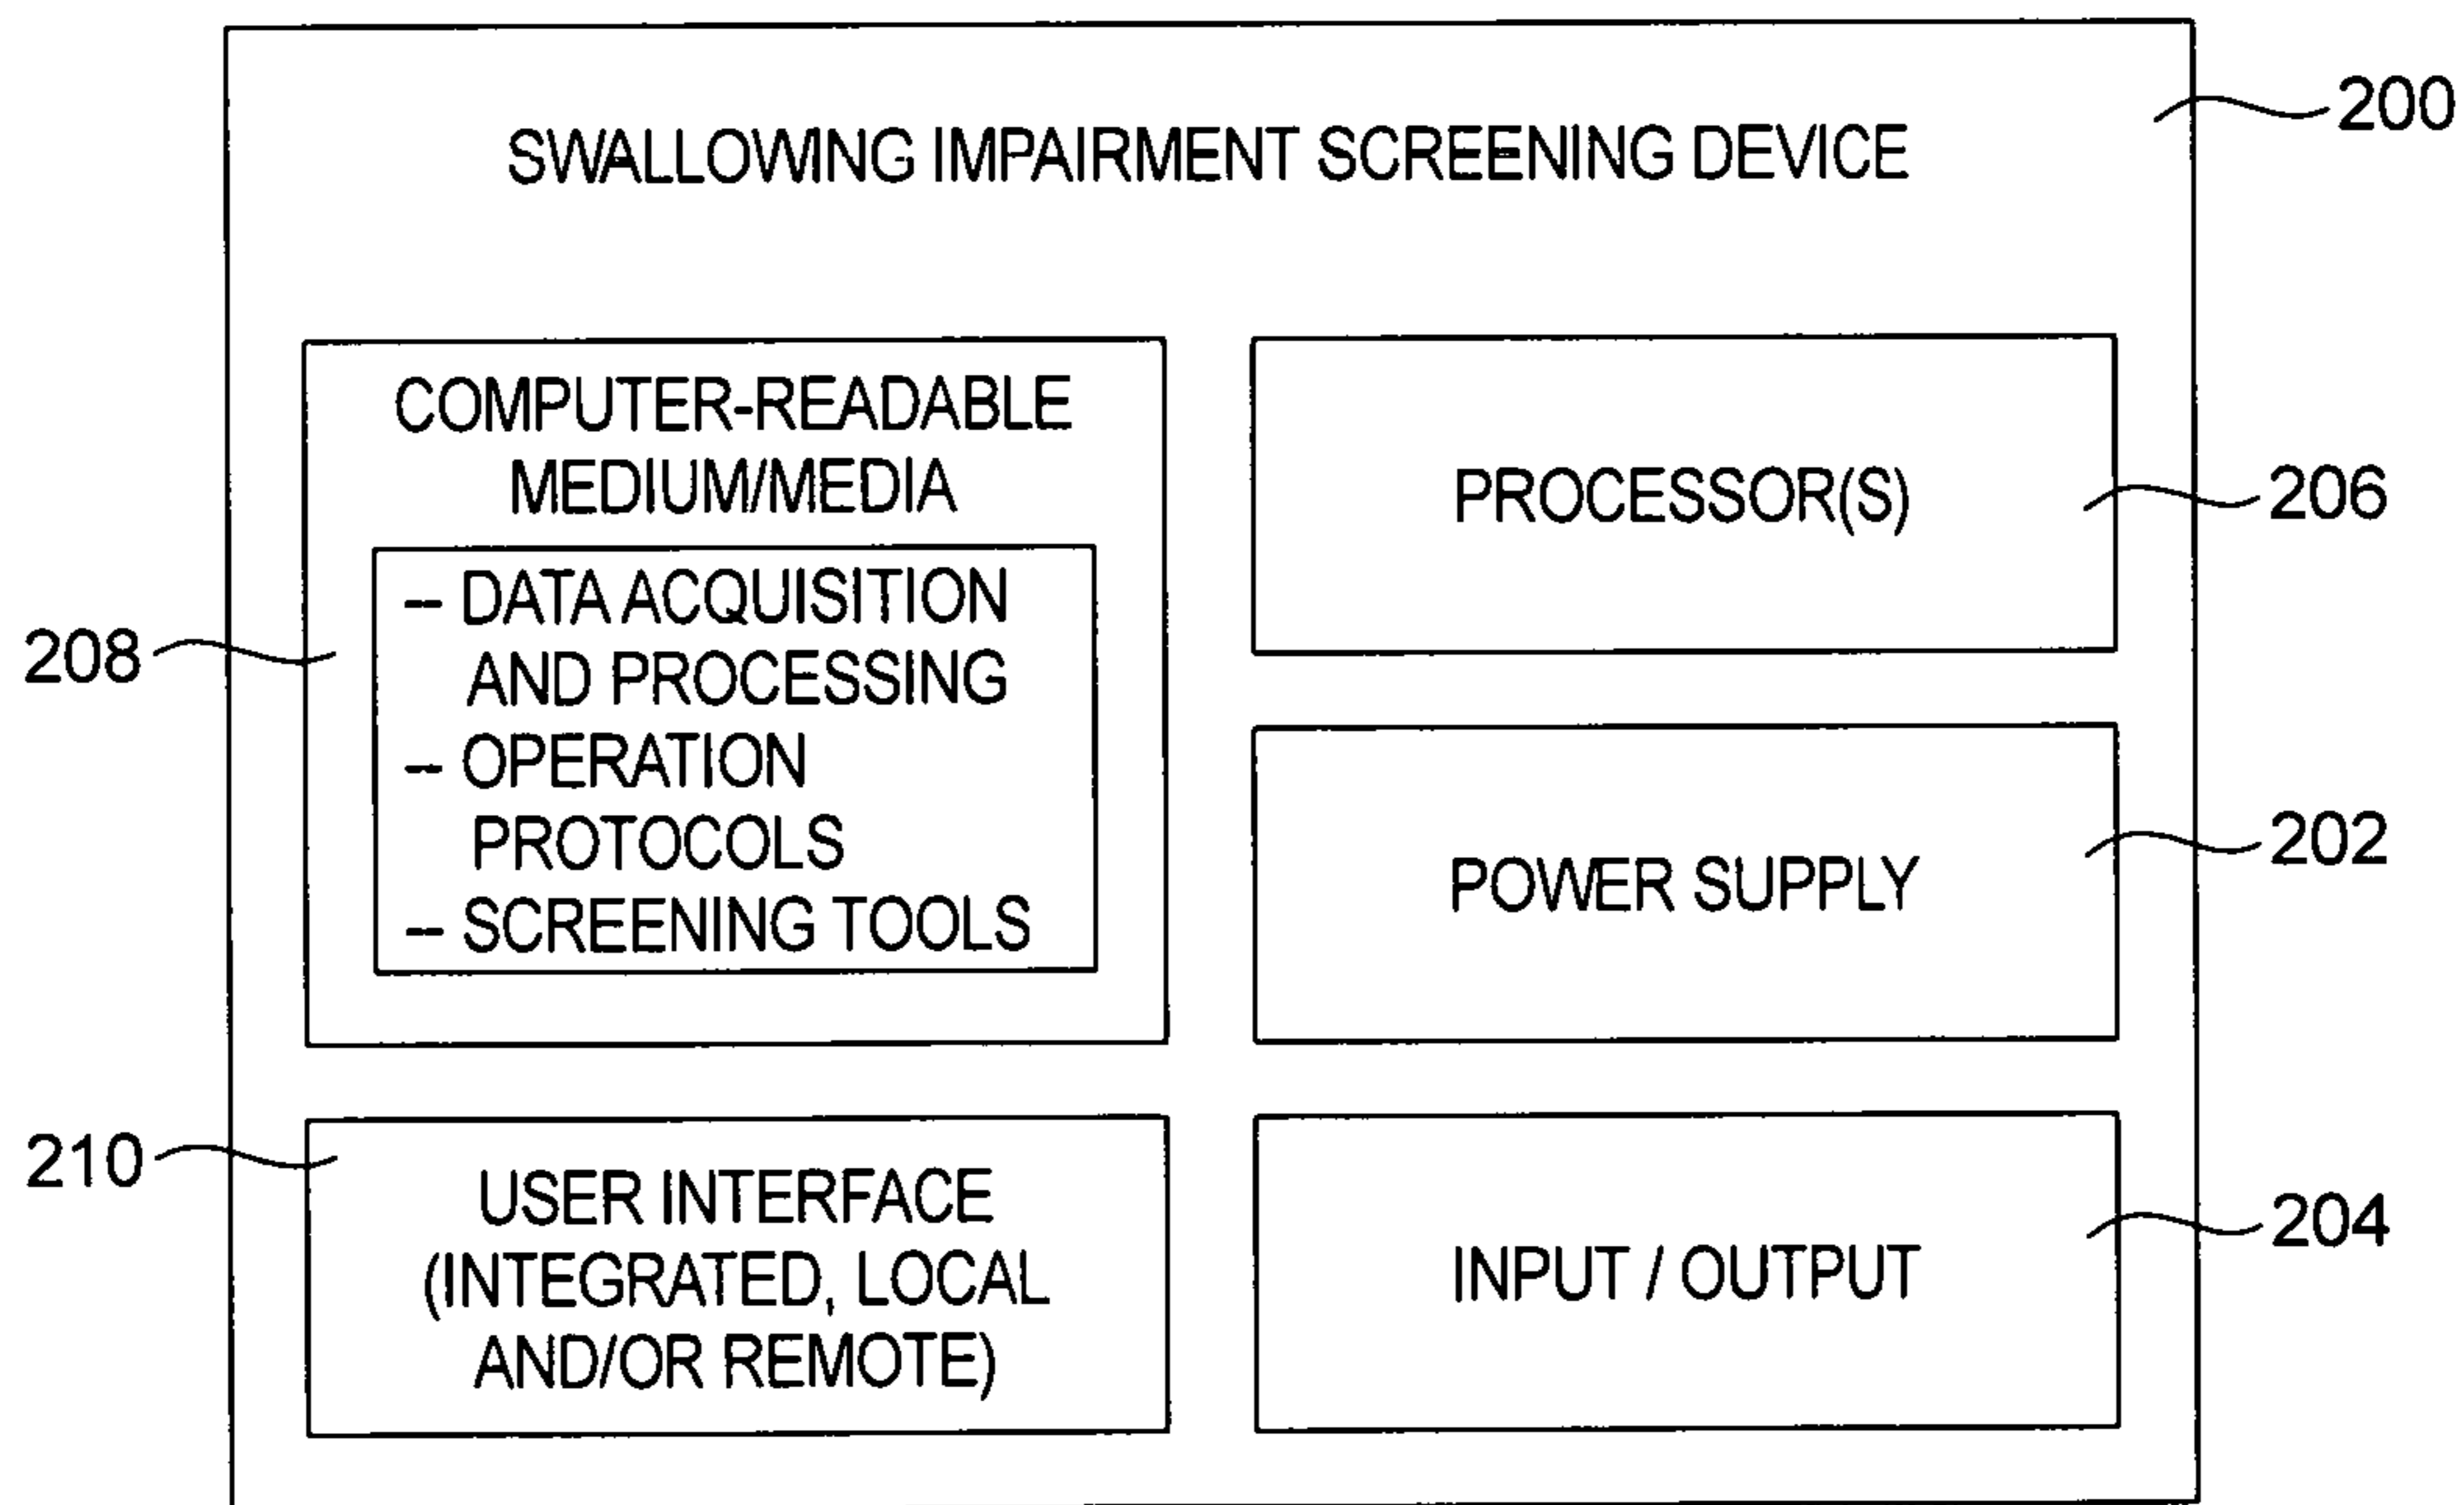 200
SWALLOWING IMPAIRMENT SCREENING DEVICE
COMPUTER-READABLE
MEDIUM/MEDIA
-- DATA ACQUISITION
AND PROCESSING
-- OPERATION
PROTOCOLS
-- SCREENING TOOLS
208
PROCESSOR(S)
206
POWER SUPPLY
202
210
USER INTERFACE
(INTEGRATED, LOCAL
AND/OR REMOTE)
INPUT / OUTPUT
204